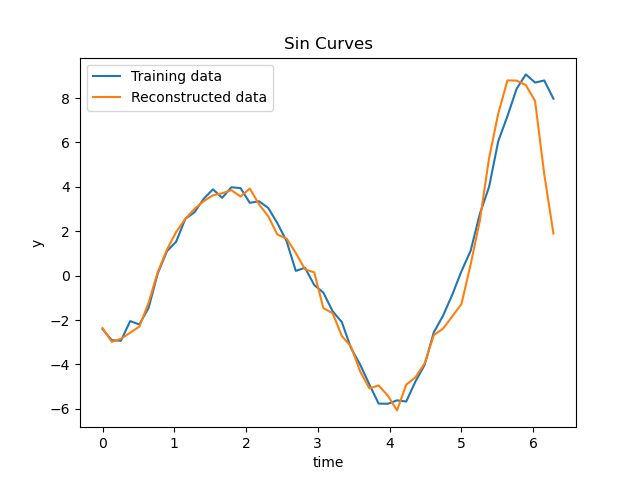 Sin Curves
Training data
Reconstructed data
y
8
6
4
2
0
−2
−4
−6
0 1 2 3 4 5 6
time